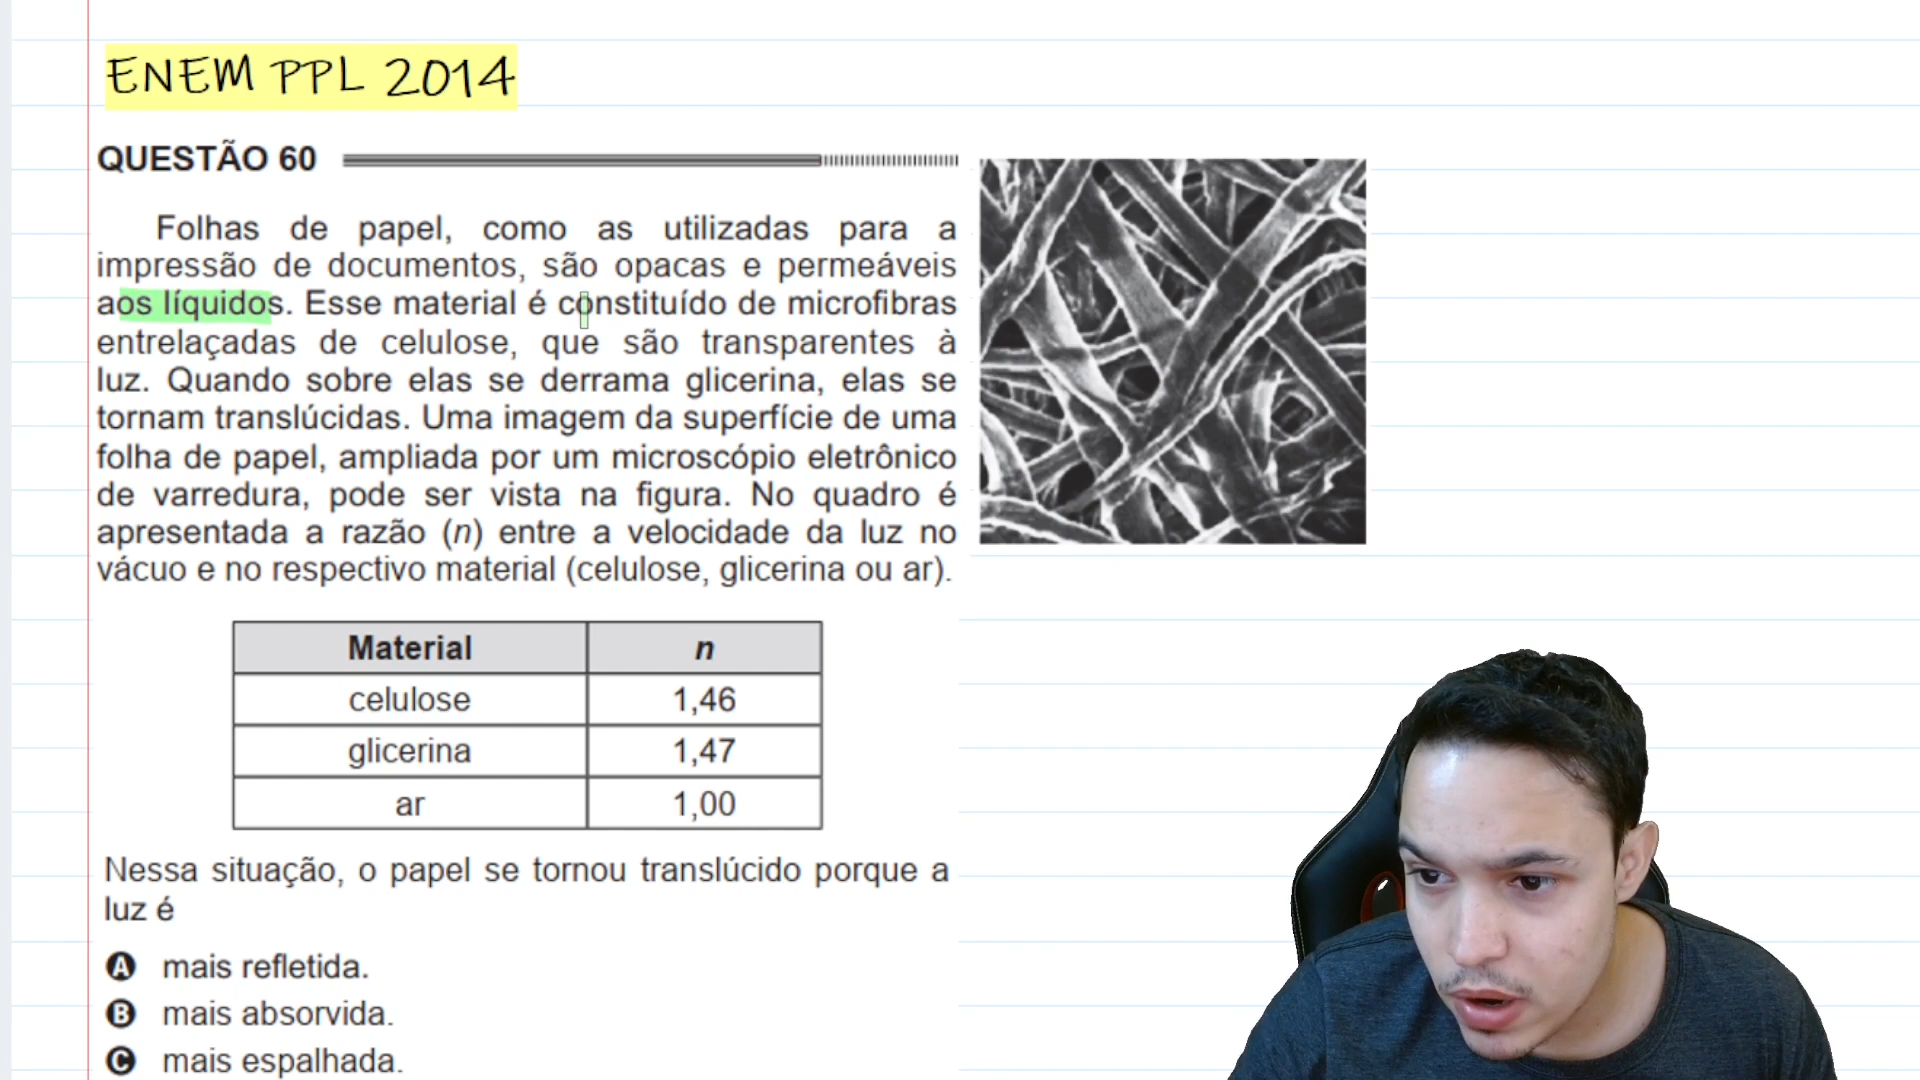 ENEM PPL 2014
QUESTÃO 60
Folhas de papel, como as utilizadas para a
impressão de documentos, são opacas e permeáveis
aos líquidos. Esse material é constituído de microfibras
entrelaçadas de celulose, que são transparentes à
luz. Quando sobre elas se derrama glicerina, elas se
tornam translúcidas. Uma imagem da superfície de uma
folha de papel, ampliada por um microscópio eletrônico
de varredura, pode ser vista na figura. No quadro é
apresentada a razão (n) entre a velocidade da luz no
vácuo e no respectivo material (celulose, glicerina ou ar).
Material n
celulose 1,46
glicerina 1,47
ar 1,00
Nessa situação, o papel se tornou translúcido porque a
luz é
A mais refletida.
B mais absorvida.
C mais espalhada.